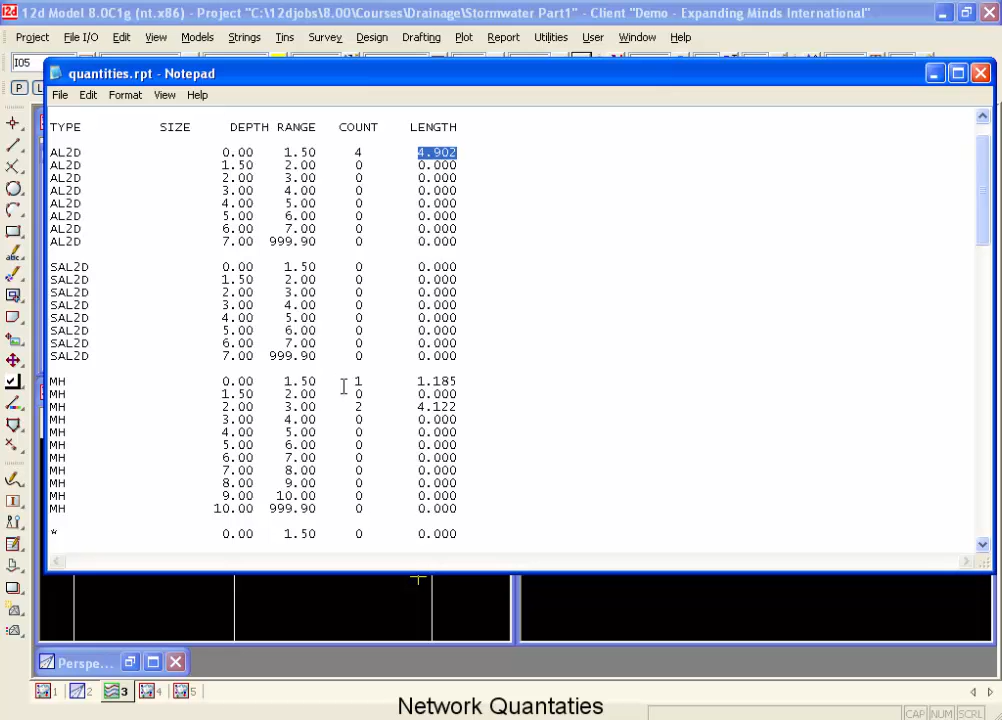 12d Model 8.0C1g (nt.x86) - Project "C:\12djobs\8.00\Courses\Drainage\Stormwater Part1" - Client "Demo - Expanding Minds International"
Project File I/O Edit View Models Strings Tins Survey Design Drafting Plot Report Utilities User Window Help
I05
quantities.rpt - Notepad
P L
File Edit Format View Help
TYPE SIZE DEPTH RANGE COUNT LENGTH
AL2D 0.00 1.50 4 4.902
AL2D 1.50 2.00 0 0.000
AL2D 2.00 3.00 0 0.000
AL2D 3.00 4.00 0 0.000
AL2D 4.00 5.00 0 0.000
AL2D 5.00 6.00 0 0.000
AL2D 6.00 7.00 0 0.000
AL2D 7.00 999.90 0 0.000
SAL2D 0.00 1.50 0 0.000
SAL2D 1.50 2.00 0 0.000
SAL2D 2.00 3.00 0 0.000
SAL2D 3.00 4.00 0 0.000
SAL2D 4.00 5.00 0 0.000
SAL2D 5.00 6.00 0 0.000
SAL2D 6.00 7.00 0 0.000
SAL2D 7.00 999.90 0 0.000
MH 0.00 1.50 1 1.185
MH 1.50 2.00 0 0.000
MH 2.00 3.00 2 4.122
MH 3.00 4.00 0 0.000
MH 4.00 5.00 0 0.000
MH 5.00 6.00 0 0.000
MH 6.00 7.00 0 0.000
MH 7.00 8.00 0 0.000
MH 8.00 9.00 0 0.000
MH 9.00 10.00 0 0.000
MH 10.00 999.90 0 0.000
* 0.00 1.50 0 0.000
Perspe...
1 2 3 4 5
Network Quantaties
CAP NUM SCRL